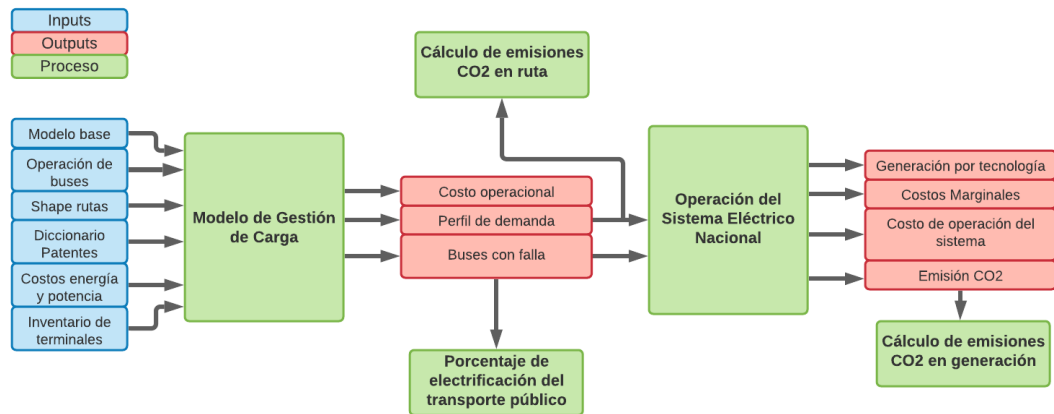 Inputs
Outputs
Proceso
Modelo base
Operación de
buses
Shape rutas
Diccionario
Patentes
Costos energía
y potencia
Inventario de
terminales
Modelo de Gestión
de Carga
Cálculo de emisiones
CO2 en ruta
Costo operacional
Perfil de demanda
Buses con falla
Porcentaje de
electrificación del
transporte público
Operación del
Sistema Eléctrico
Nacional
Generación por tecnología
Costos Marginales
Costo de operación del
sistema
Emisión CO2
Cálculo de emisiones
CO2 en generación